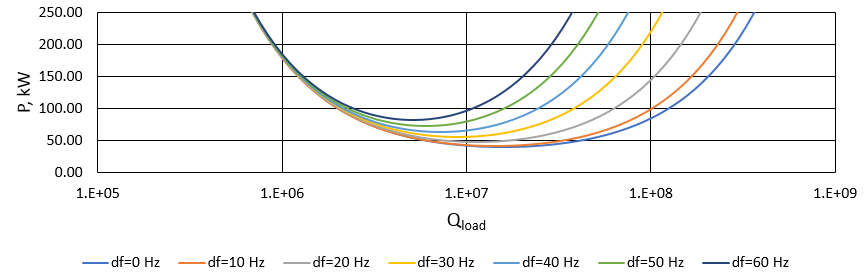 250.00
200.00
150.00
100.00
50.00
0.00
P, kW
1.E+05 1.E+06 1.E+07 1.E+08 1.E+09
Qload
df=0 Hz df=10 Hz df=20 Hz df=30 Hz df=40 Hz df=50 Hz df=60 Hz